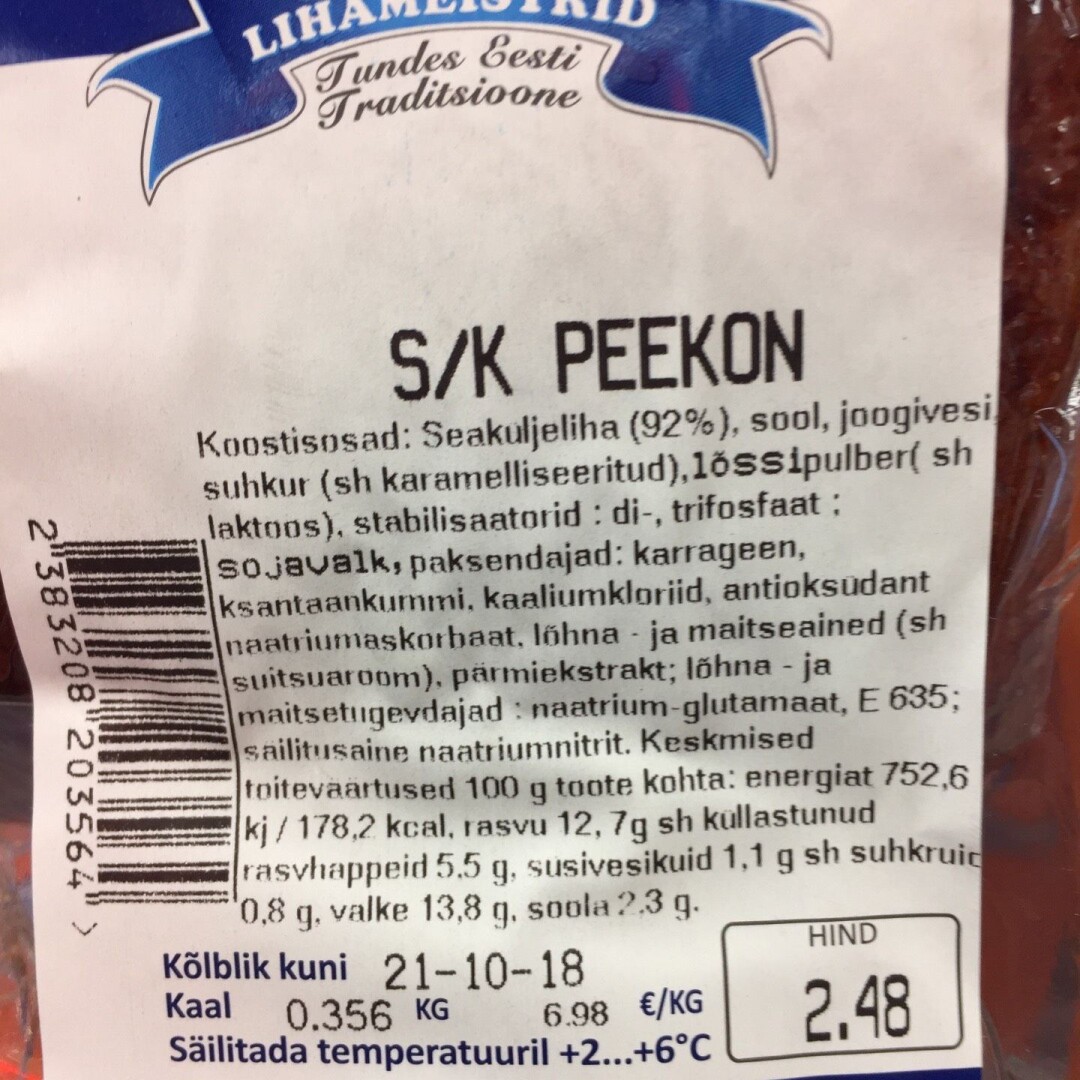 LIHAMEISTRID
Tundes Eesti
Traditsioone
S/K PEEKON
Koostisosad: Seakuljeliha (92%), sool, joogivesi,
suhkur (sh karamelliseeritud),lõssipulber( sh
laktoos), stabilisaatorid : di-, trifosfaat ;
sojavalk, paksendajad: karrageen,
ksantaankummi, kaaliumkloriid, antioksudant
naatriumaskorbaat, lõhna - ja maitseained (sh
suitsuaroom), pärmiekstrakt; lõhna - ja
maitsetugevdajad : naatrium-glutamaat, E 635;
säilitusaine naatriumnitrit. Keskmised
toiteväärtused 100 g toote kohta: energiat 752,6
kj / 178,2 kcal, rasvu 12, 7g sh kullastunud
rasvhappeid 5.5 g, susivesikuid 1,1 g sh suhkruid
0,8 g, valke 13,8 g, soola 2,3 g.
2 383208 203564 >
Kõlblik kuni 21-10-18
Kaal 0.356 KG 6.98 €/KG
Säilitada temperatuuril +2...+6°C
HIND
2.48